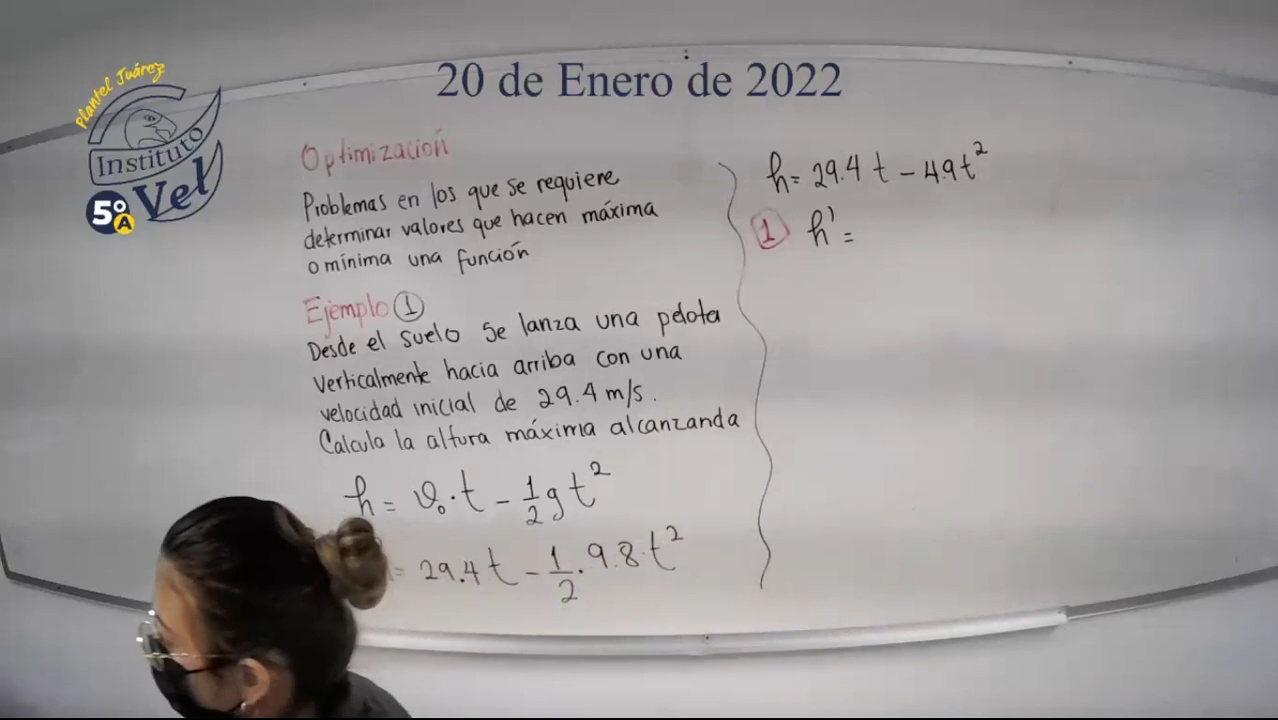 20 de Enero de 2022
Plantel Juárez
Instituto
Vel
5º
A
Optimización
Problemas en los que se requiere
determinar valores que hacen máxima
o mínima una función
Ejemplo 1
Desde el suelo se lanza una pelota
verticalmente hacia arriba con una
velocidad inicial de 29.4 m/s.
Calcula la altura máxima alcanzanda
h = v₀·t - 1/2 g t²
= 29.4 t - 1/2 · 9.8 t²
h = 29.4 t - 4.9 t²
1 h' =